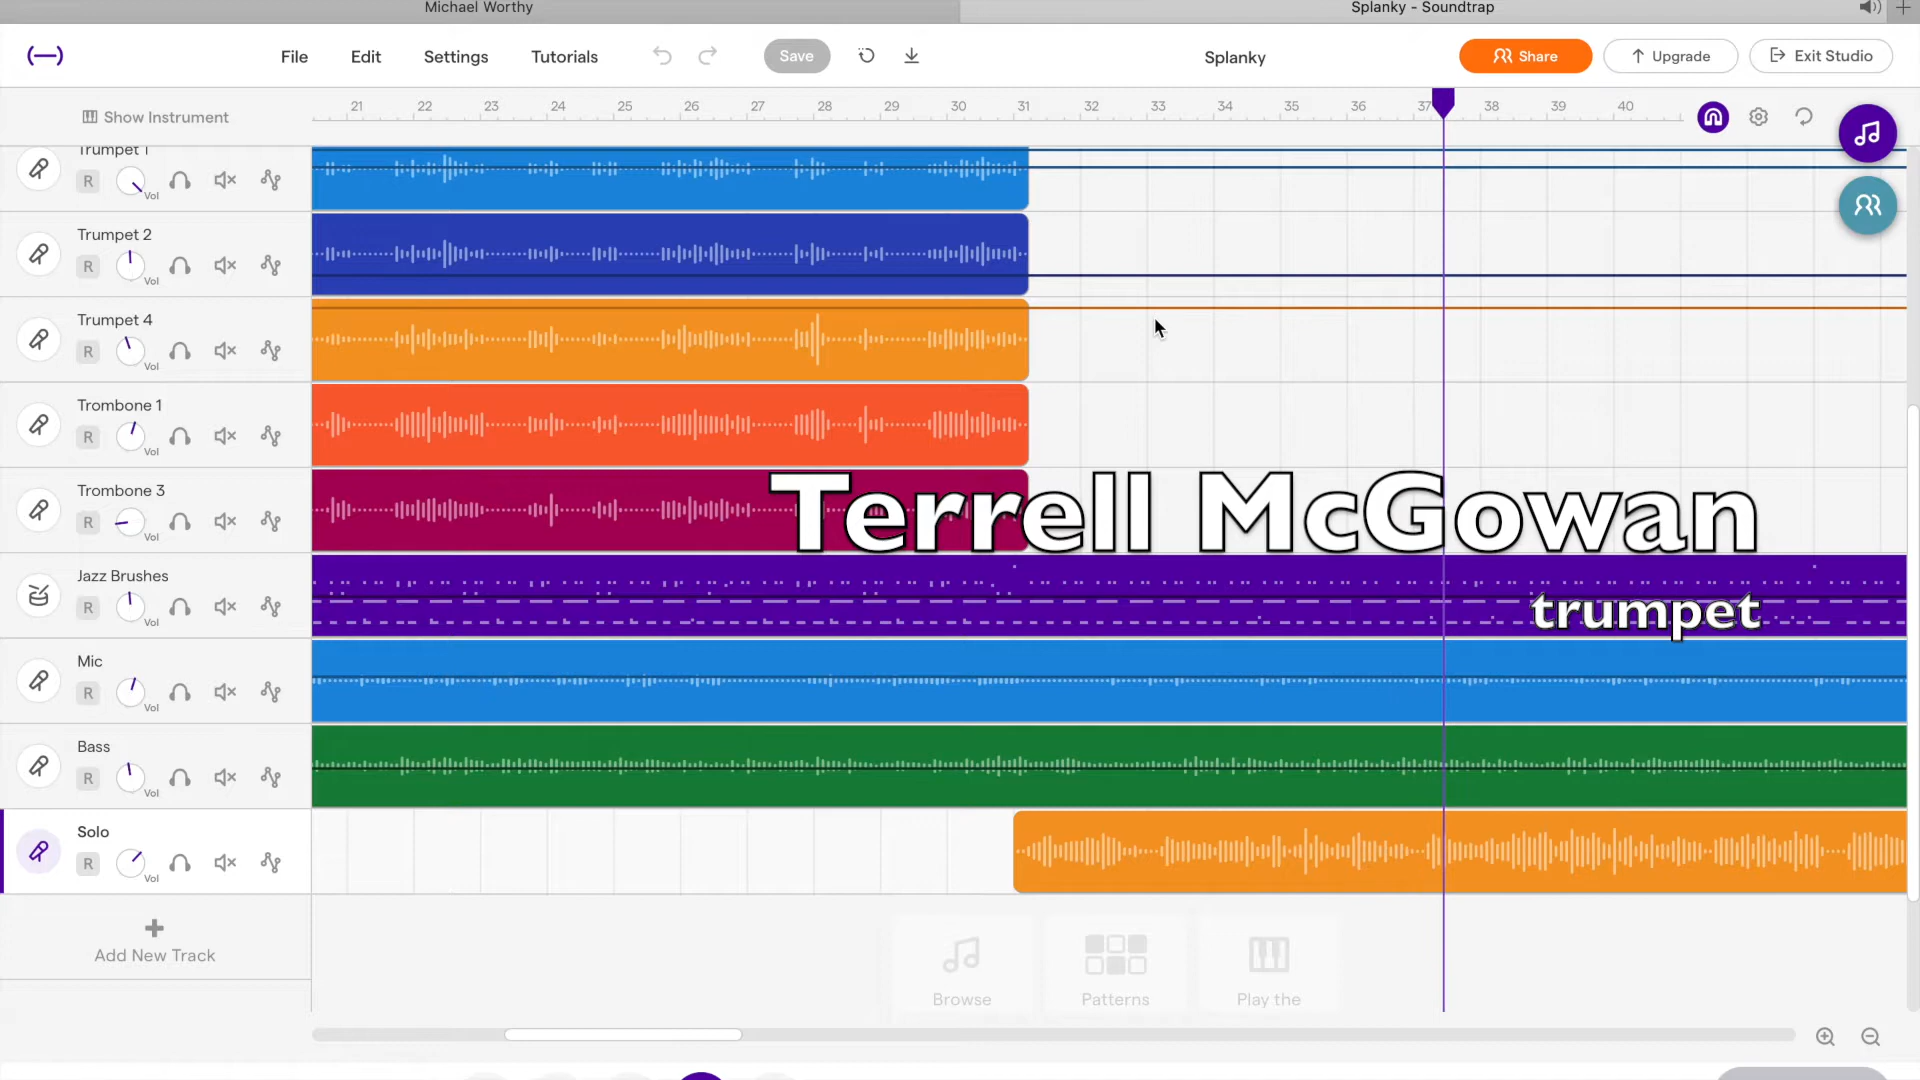 Michael Worthy
Splanky - Soundtrap
File Edit Settings Tutorials Save Splanky Share Upgrade Exit Studio
Show Instrument
21 22 23 24 25 26 27 28 29 30 31 32 33 34 35 36 37 38 39 40
Trumpet 1
R Vol
Trumpet 2
R Vol
Trumpet 4
R Vol
Trombone 1
R Vol
Trombone 3
R Vol
Terrell McGowan
Jazz Brushes
R Vol
trumpet
Mic
R Vol
Bass
R Vol
Solo
R Vol
Add New Track
Browse Patterns Play the